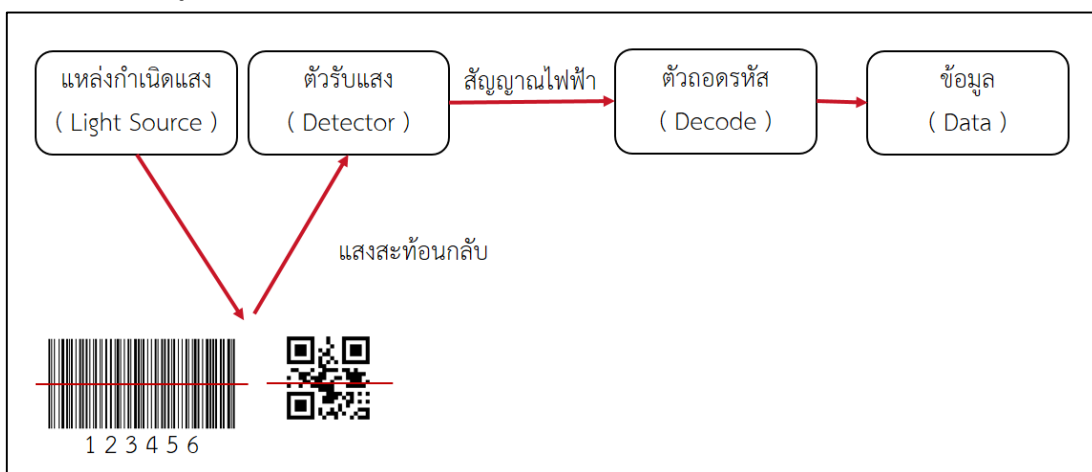 แหล่งกำเนิดแสง
( Light Source )
ตัวรับแสง
( Detector )
สัญญาณไฟฟ้า
ตัวถอดรหัส
( Decode )
ข้อมูล
( Data )
แสงสะท้อนกลับ
1 2 3 4 5 6